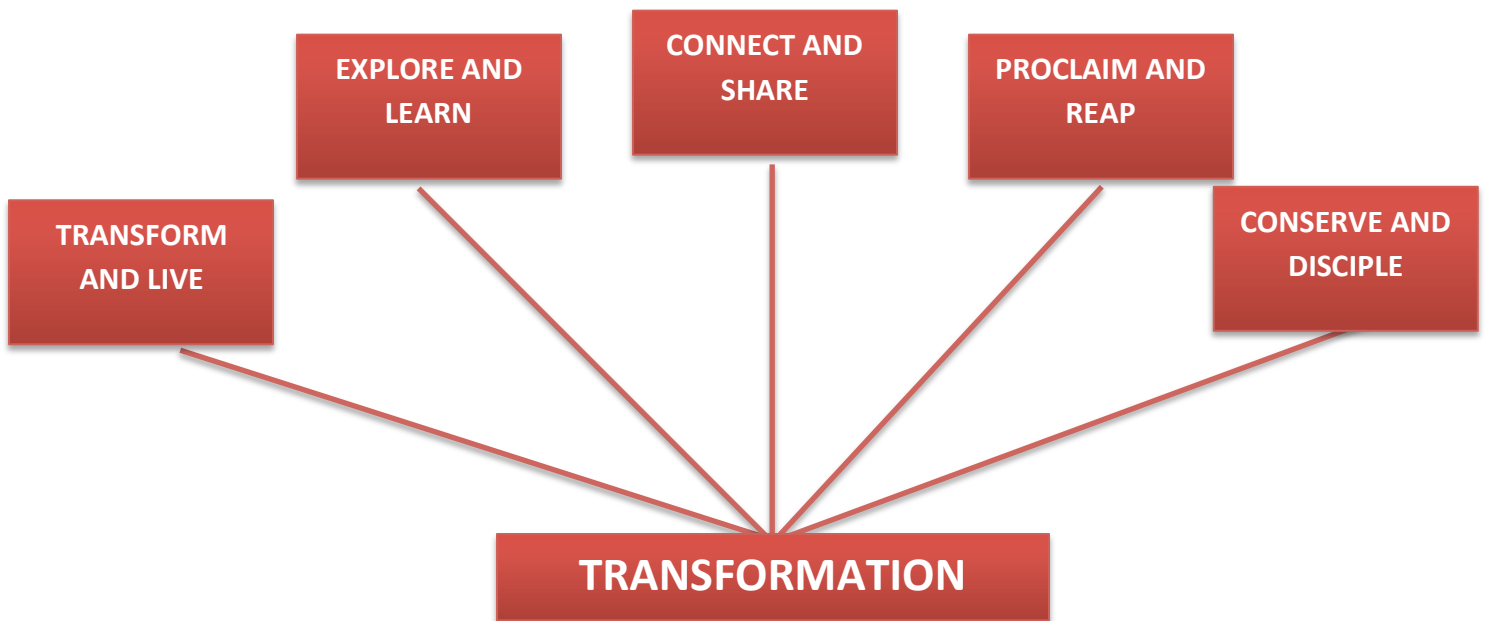 TRANSFORM
AND LIVE
EXPLORE AND
LEARN
CONNECT AND
SHARE
PROCLAIM AND
REAP
CONSERVE AND
DISCIPLE
TRANSFORMATION